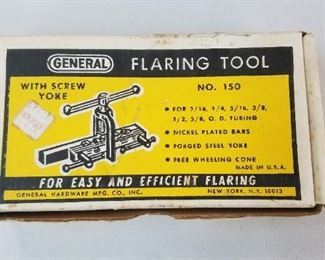 GENERAL FLARING TOOL
WITH SCREW YOKE
NO. 150
• FOR 3/16, 1/4, 5/16, 3/8, 1/2, 5/8, O. D. TUBING
• NICKEL PLATED BARS
• FORGED STEEL YOKE
• FREE WHEELING CONE
MADE IN U.S.A.
FOR EASY AND EFFICIENT FLARING
GENERAL HARDWARE MFG. CO., INC. NEW YORK, N.Y. 10013